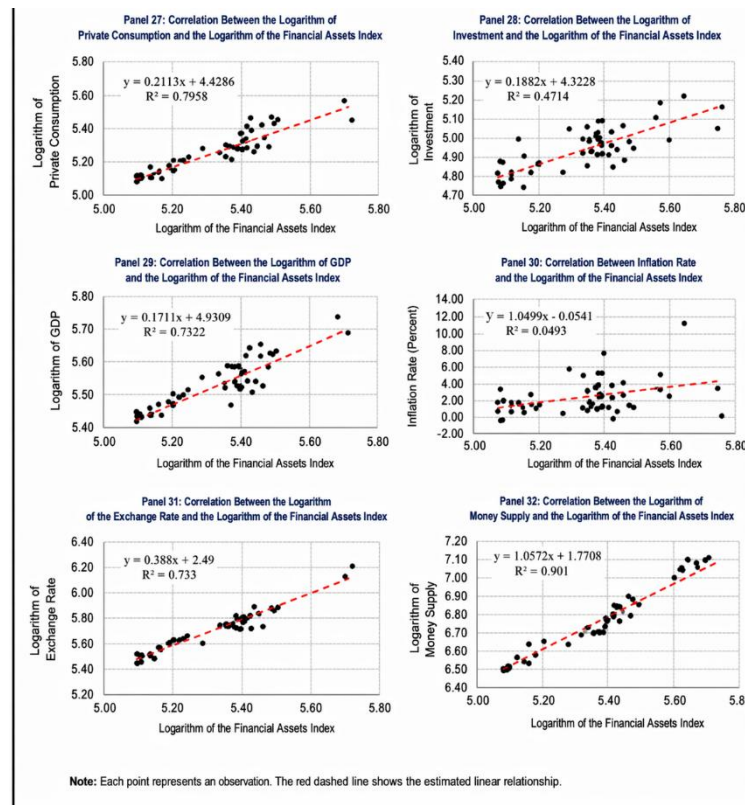 Panel 27: Correlation Between the Logarithm of
Private Consumption and the Logarithm of the Financial Assets Index
y = 0.2113x + 4.4286
R² = 0.7958
Logarithm of
Private Consumption
5.80
5.60
5.40
5.20
5.00
5.00 5.20 5.40 5.60 5.80
Logarithm of the Financial Assets Index
Panel 28: Correlation Between the Logarithm of
Investment and the Logarithm of the Financial Assets Index
y = 0.1882x + 4.3228
R² = 0.4714
Logarithm of
Investment
5.40
5.30
5.20
5.10
5.00
4.90
4.80
4.70
5.00 5.20 5.40 5.60 5.80
Logarithm of the Financial Assets Index
Panel 29: Correlation Between the Logarithm of GDP
and the Logarithm of the Financial Assets Index
y = 0.1711x + 4.9309
R² = 0.7322
Logarithm of GDP
5.80
5.70
5.60
5.50
5.40
5.00 5.20 5.40 5.60 5.80
Logarithm of the Financial Assets Index
Panel 30: Correlation Between Inflation Rate
and the Logarithm of the Financial Assets Index
y = 1.0499x - 0.0541
R² = 0.0493
Inflation Rate (Percent)
14.00
12.00
10.00
8.00
6.00
4.00
2.00
0.00
-2.00
5.00 5.20 5.40 5.60 5.80
Logarithm of the Financial Assets Index
Panel 31: Correlation Between the Logarithm
of the Exchange Rate and the Logarithm of the Financial Assets Index
y = 0.388x + 2.49
R² = 0.733
Logarithm of
Exchange Rate
6.40
6.20
6.00
5.80
5.60
5.40
5.20
5.00 5.20 5.40 5.60 5.80
Logarithm of the Financial Assets Index
Panel 32: Correlation Between the Logarithm of
Money Supply and the Logarithm of the Financial Assets Index
y = 1.0572x + 1.7708
R² = 0.901
Logarithm of
Money Supply
7.20
7.10
7.00
6.90
6.80
6.70
6.60
6.50
6.40
5.00 5.20 5.40 5.60 5.80
Logarithm of the Financial Assets Index
Note: Each point represents an observation. The red dashed line shows the estimated linear relationship.